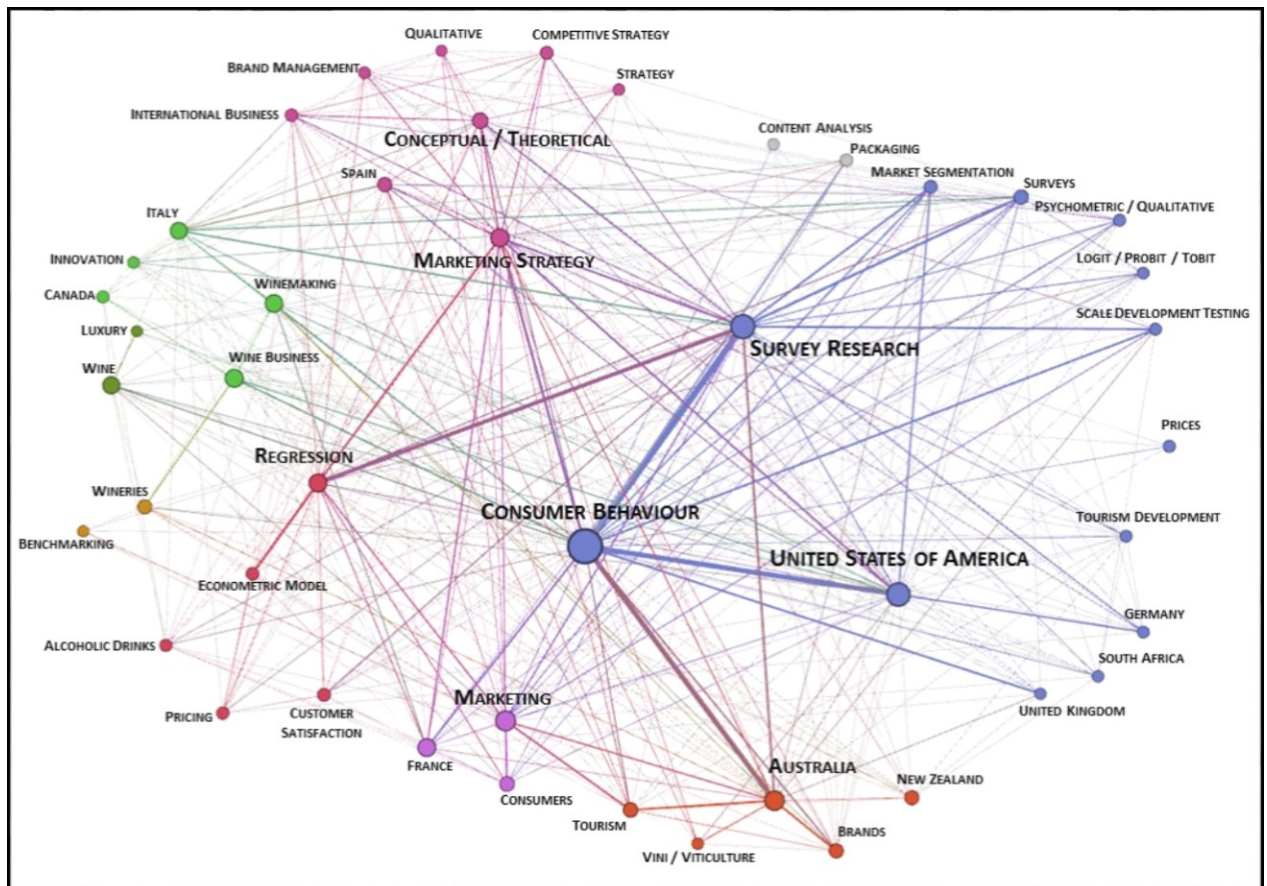 QUALITATIVE
COMPETITIVE STRATEGY
BRAND MANAGEMENT
STRATEGY
INTERNATIONAL BUSINESS
CONCEPTUAL / THEORETICAL
CONTENT ANALYSIS
PACKAGING
SPAIN
MARKET SEGMENTATION
SURVEYS
PSYCHOMETRIC / QUALITATIVE
ITALY
INNOVATION
MARKETING STRATEGY
LOGIT / PROBIT / TOBIT
CANADA
WINEMAKING
SCALE DEVELOPMENT TESTING
LUXURY
SURVEY RESEARCH
WINE
WINE BUSINESS
PRICES
REGRESSION
WINERIES
CONSUMER BEHAVIOUR
TOURISM DEVELOPMENT
BENCHMARKING
UNITED STATES OF AMERICA
ECONOMETRIC MODEL
GERMANY
ALCOHOLIC DRINKS
SOUTH AFRICA
MARKETING
PRICING
CUSTOMER
SATISFACTION
UNITED KINGDOM
FRANCE
AUSTRALIA
CONSUMERS
NEW ZEALAND
TOURISM
BRANDS
VINI / VITICULTURE